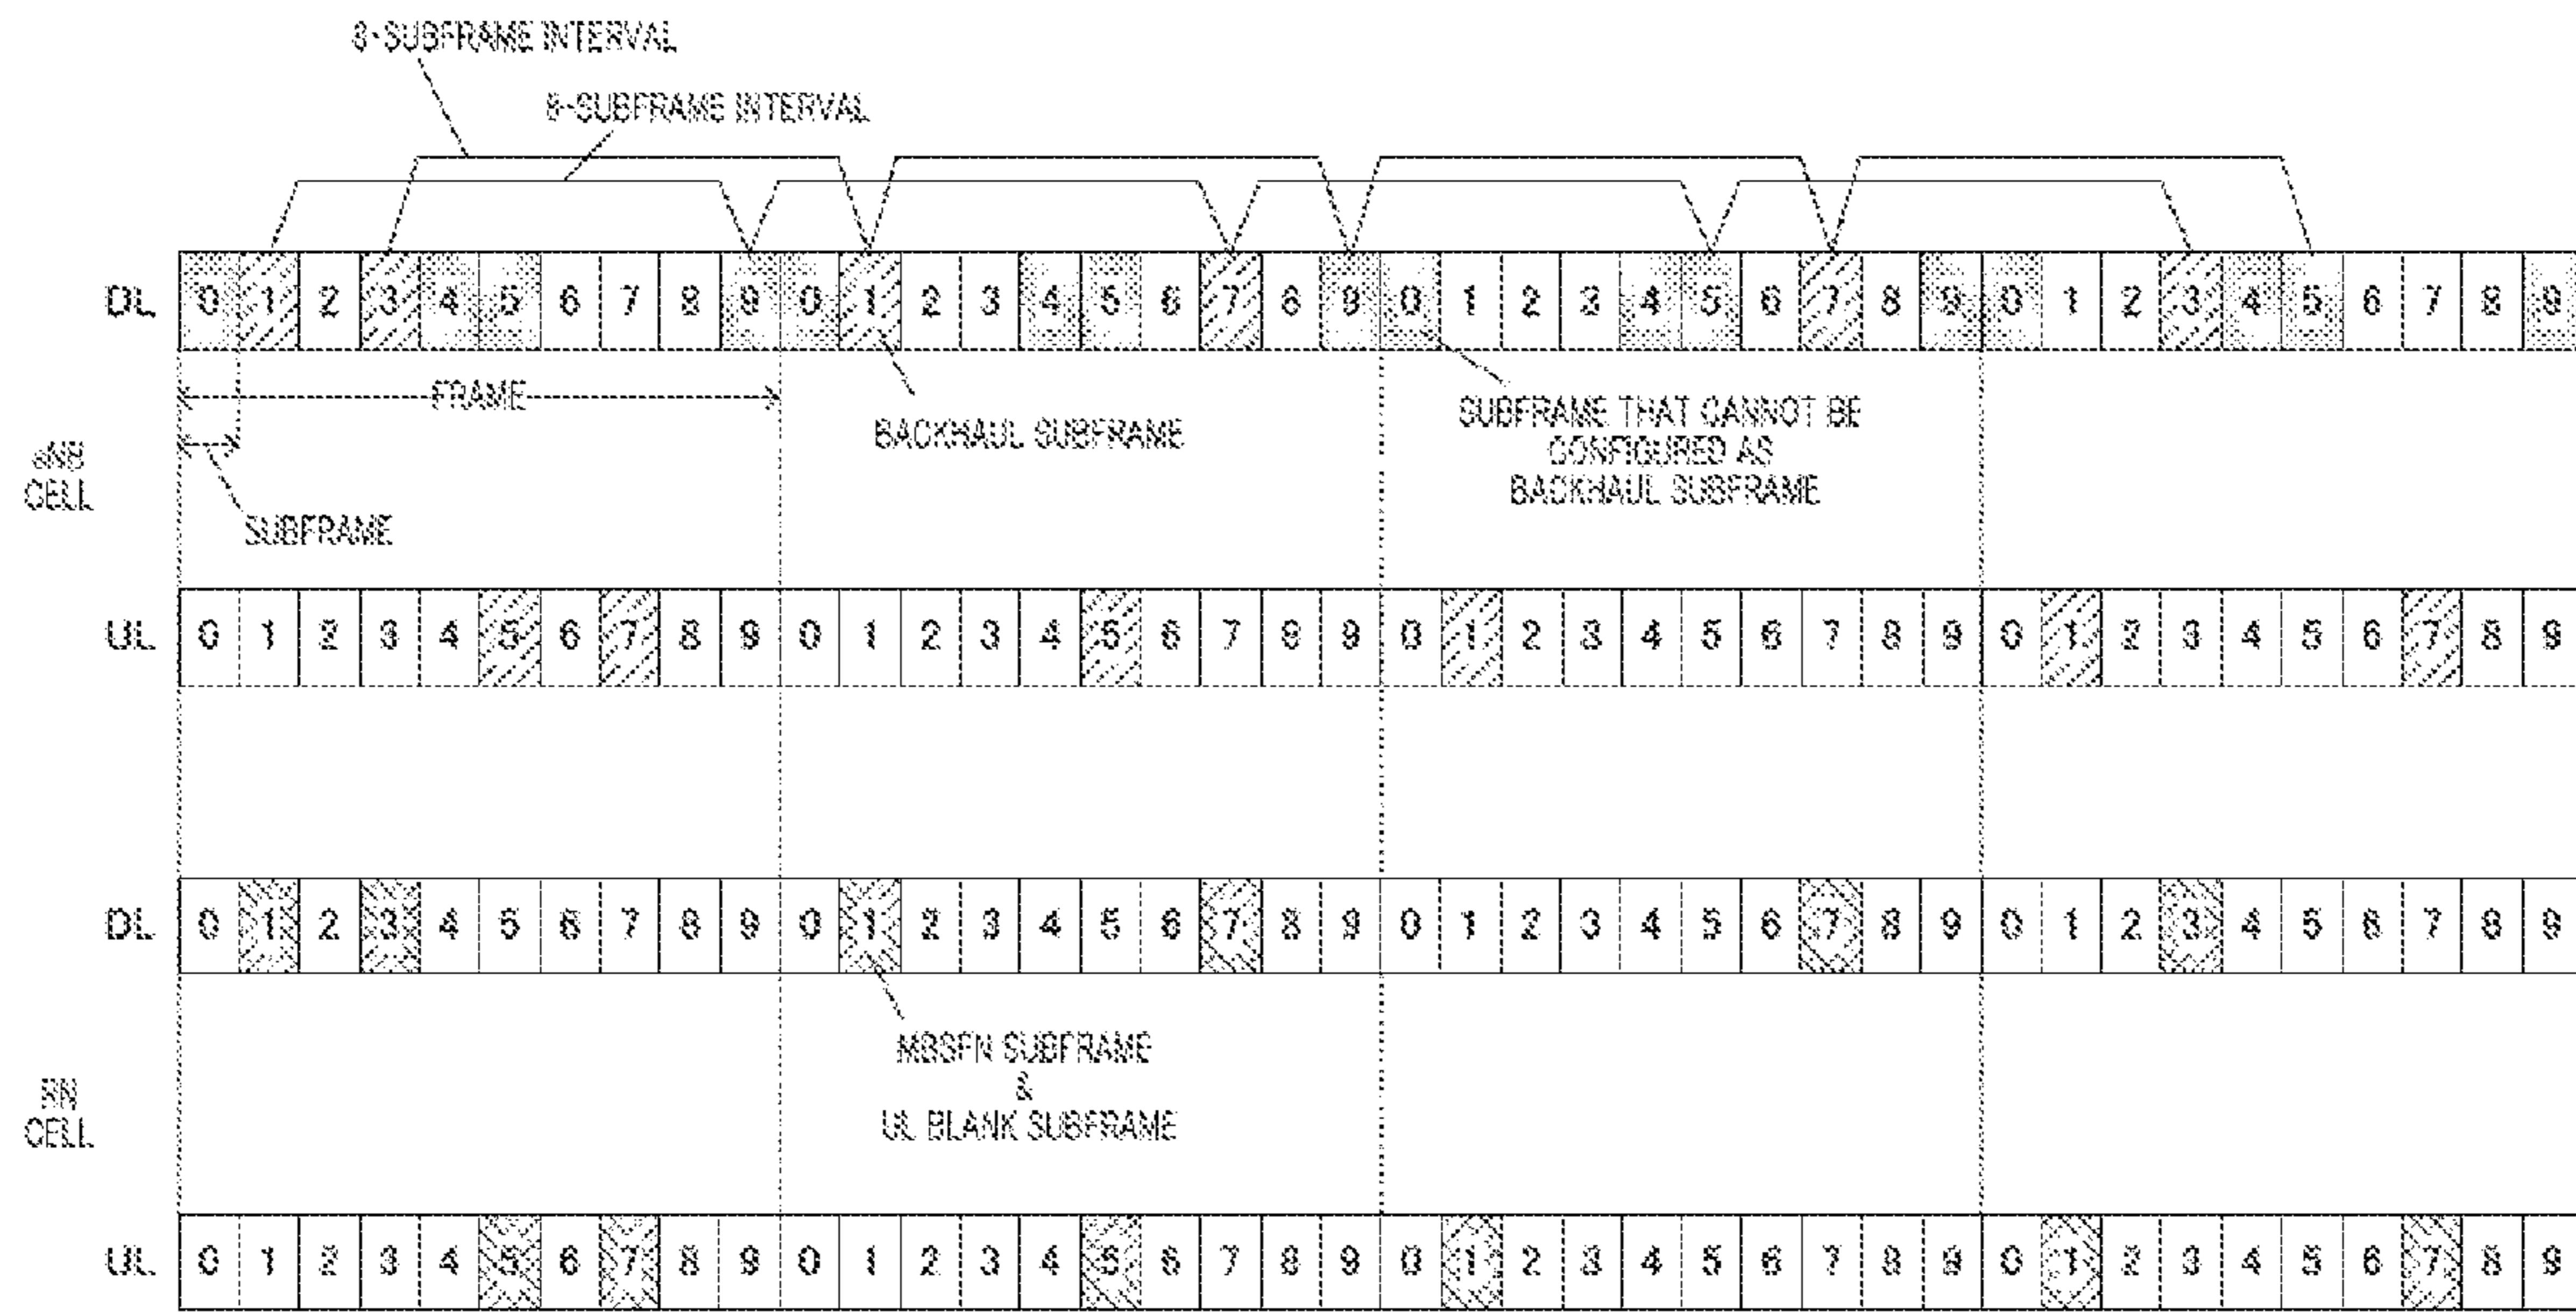 8-SUBFRAME INTERVAL
8-SUBFRAME INTERVAL
DL 0 1 2 3 4 5 6 7 8 9 0 1 2 3 4 5 6 7 8 9 0 1 2 3 4 5 6 7 8 9 0 1 2 3 4 5 6 7 8 9
FRAME
BACKHAUL SUBFRAME
SUBFRAME THAT CANNOT BE
CONFIGURED AS
BACKHAUL SUBFRAME
eNB
CELL
SUBFRAME
UL 0 1 2 3 4 5 6 7 8 9 0 1 2 3 4 5 6 7 8 9 0 1 2 3 4 5 6 7 8 9 0 1 2 3 4 5 6 7 8 9
DL 0 1 2 3 4 5 6 7 8 9 0 1 2 3 4 5 6 7 8 9 0 1 2 3 4 5 6 7 8 9 0 1 2 3 4 5 6 7 8 9
MBSFN SUBFRAME
&
UL BLANK SUBFRAME
RN
CELL
UL 0 1 2 3 4 5 6 7 8 9 0 1 2 3 4 5 6 7 8 9 0 1 2 3 4 5 6 7 8 9 0 1 2 3 4 5 6 7 8 9